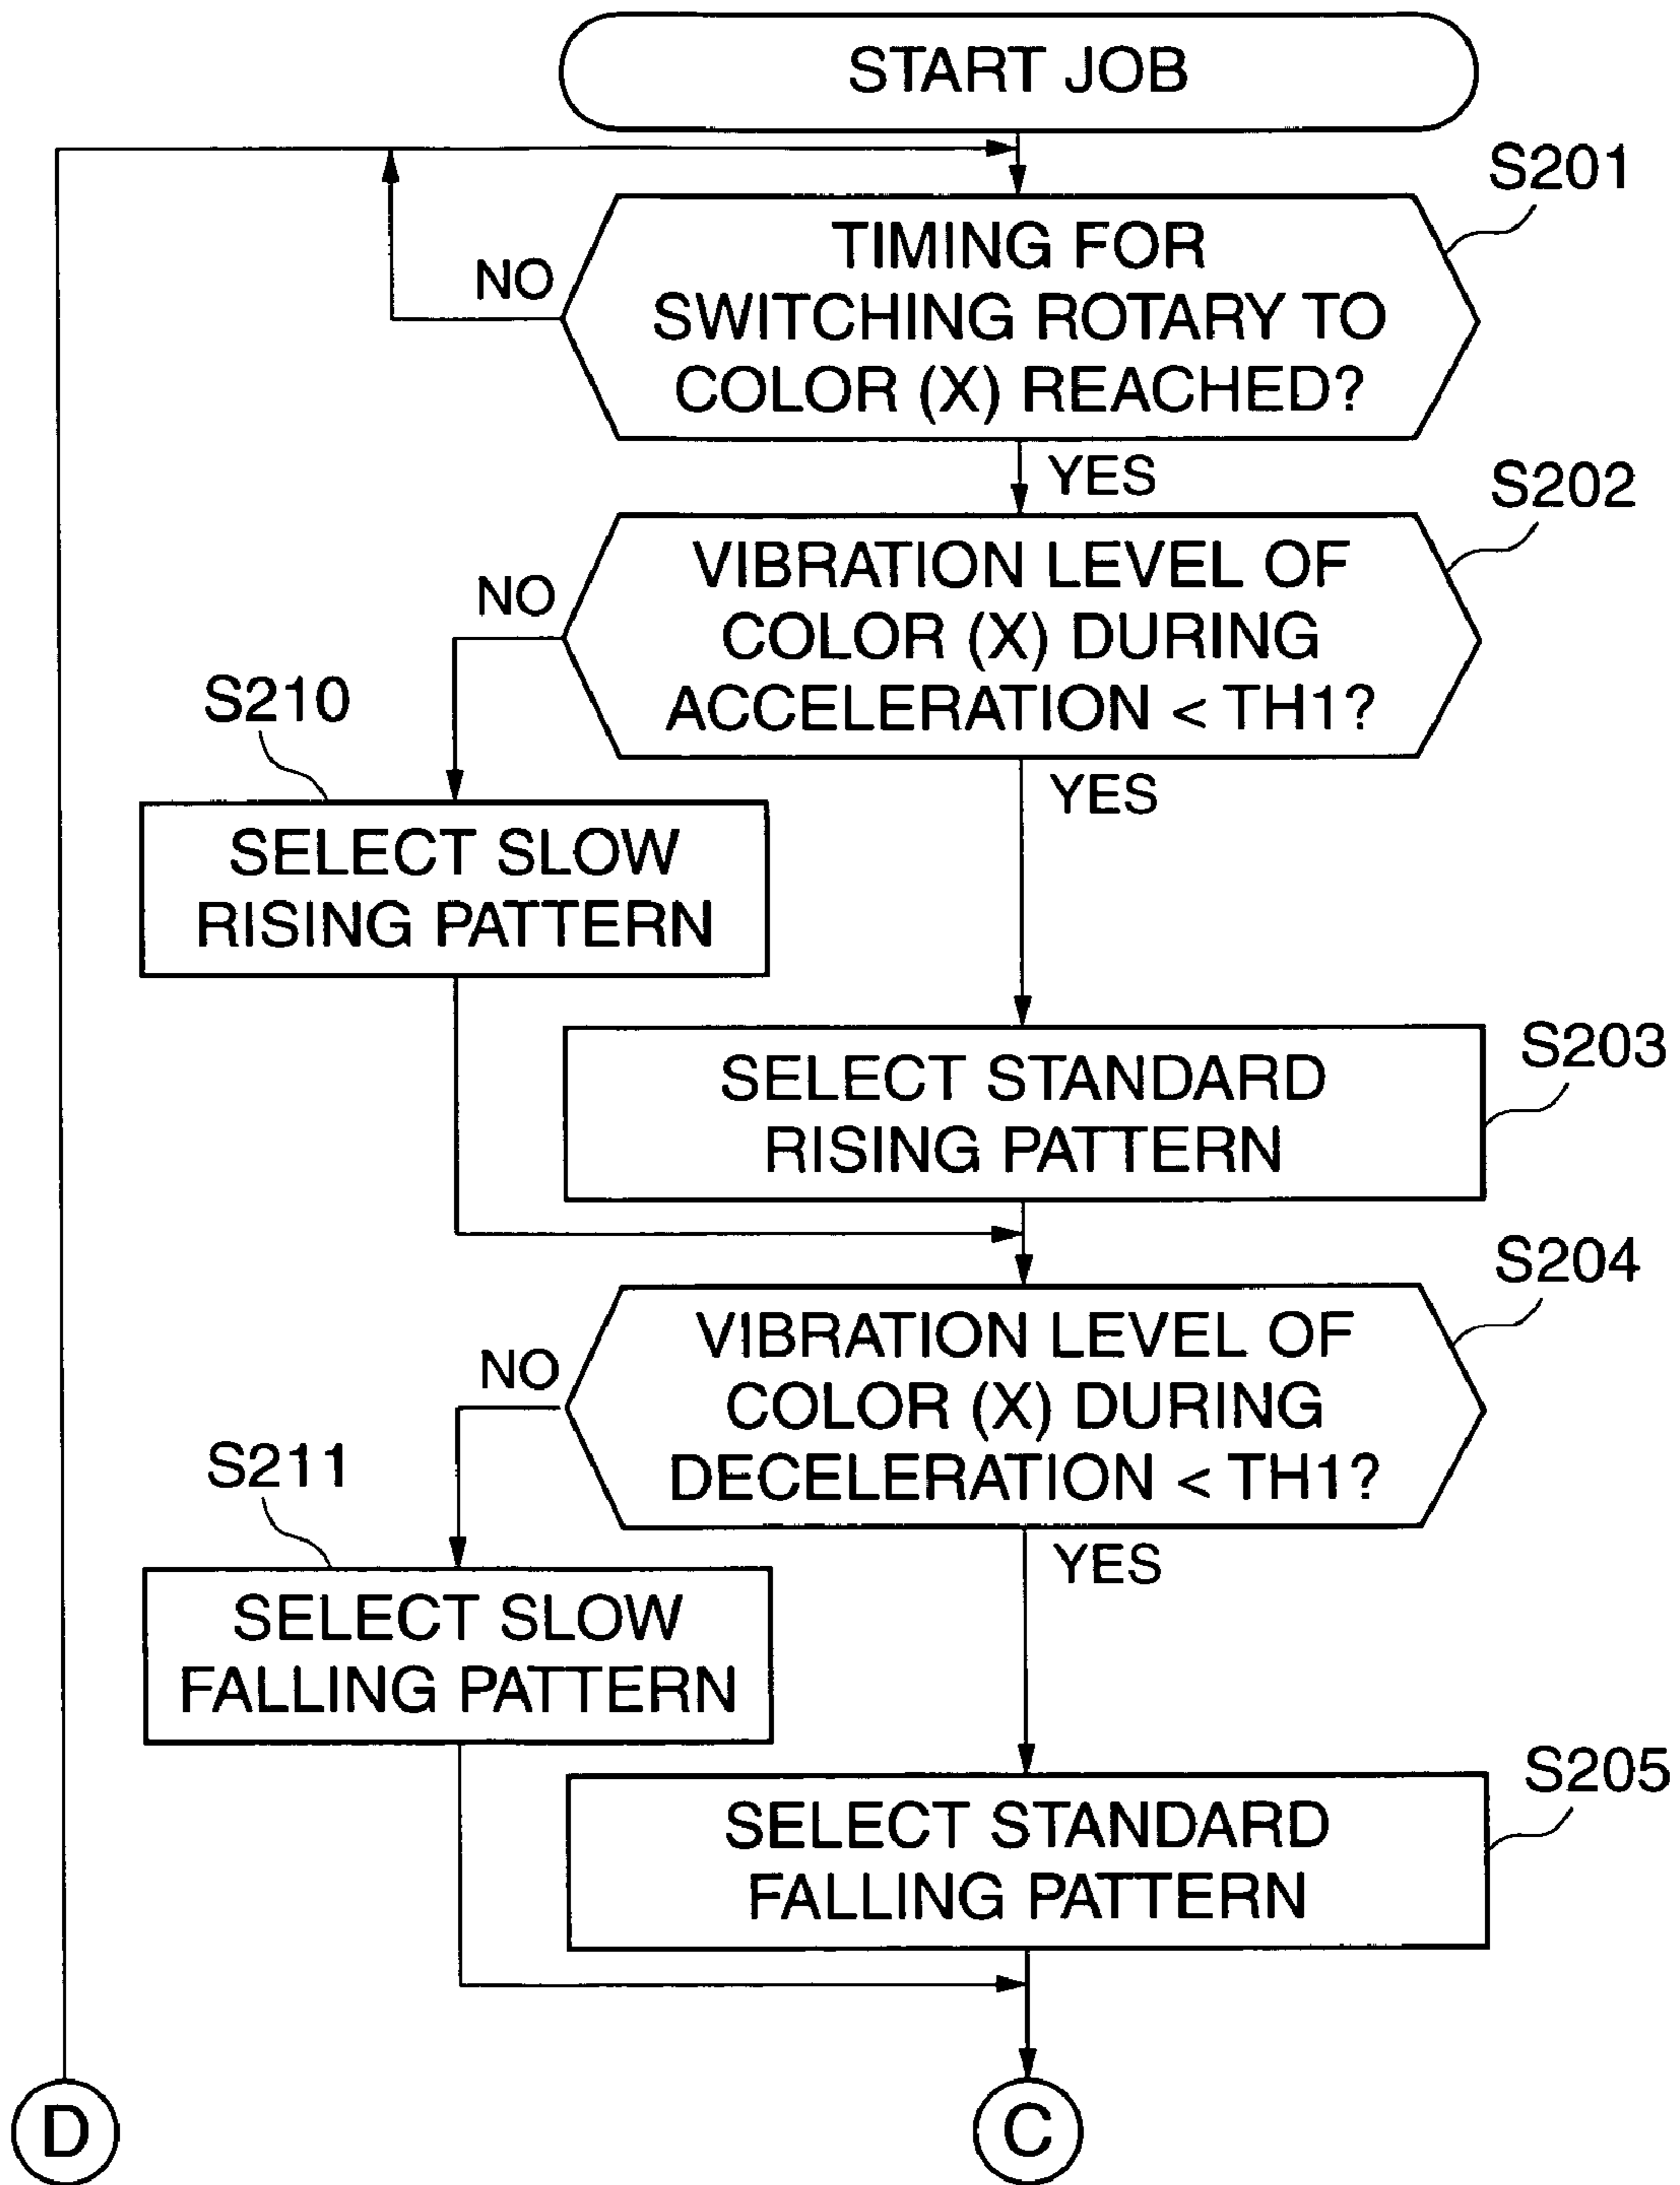 START JOB
S201
TIMING FOR
SWITCHING ROTARY TO
COLOR (X) REACHED?
NO
YES
S202
VIBRATION LEVEL OF
COLOR (X) DURING
ACCELERATION < TH1?
NO
YES
S210
SELECT SLOW
RISING PATTERN
S203
SELECT STANDARD
RISING PATTERN
S204
VIBRATION LEVEL OF
COLOR (X) DURING
DECELERATION < TH1?
NO
YES
S211
SELECT SLOW
FALLING PATTERN
S205
SELECT STANDARD
FALLING PATTERN
D
C